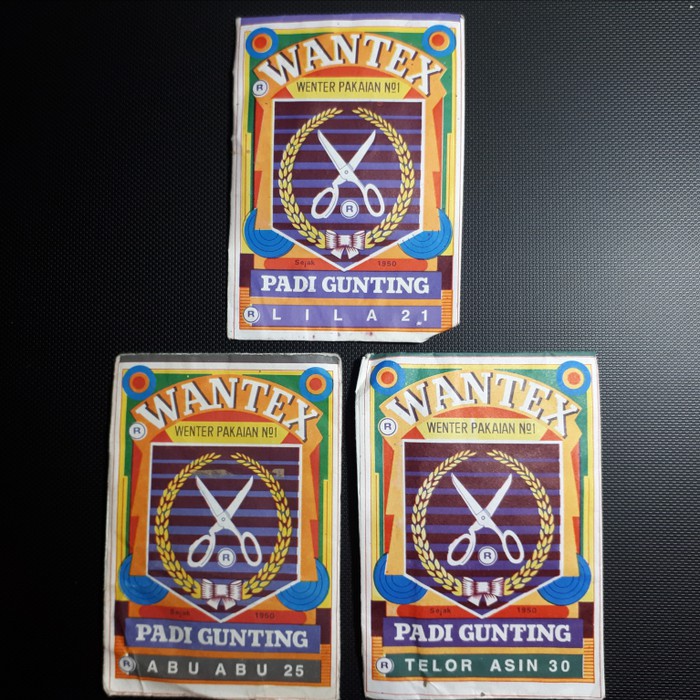 WANTEX
®
WENTER PAKAIAN №1
®
Sejak 1950
PADI GUNTING
® LILA 21
WANTEX
®
WENTER PAKAIAN №1
®
Sejak 1950
PADI GUNTING
® ABU ABU 25
WANTEX
®
WENTER PAKAIAN №1
®
Sejak 1950
PADI GUNTING
® TELOR ASIN 30